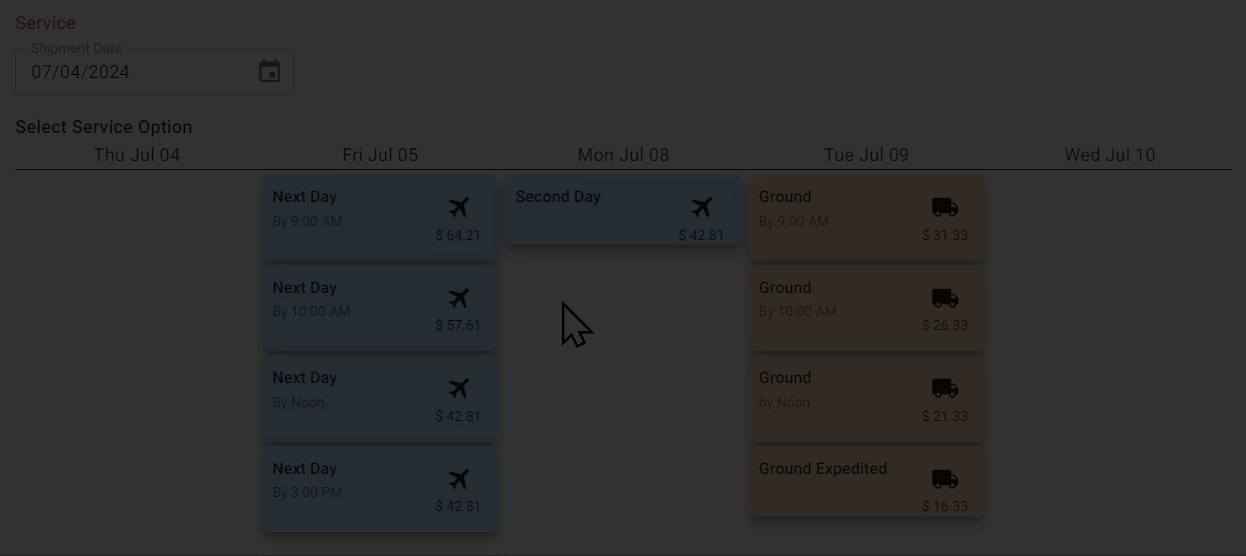 Service
Shipment Date
07/04/2024
Select Service Option
Thu Jul 04 Fri Jul 05 Mon Jul 08 Tue Jul 09 Wed Jul 10
Next Day
By 9:00 AM
$ 64.21
Next Day
By 10:00 AM
$ 57.61
Next Day
By Noon
$ 42.81
Next Day
By 3:00 PM
$ 42.81
Second Day
$ 42.81
Ground
By 9:00 AM
$ 31.33
Ground
By 10:00 AM
$ 26.33
Ground
by Noon
$ 21.33
Ground Expedited
$ 16.33